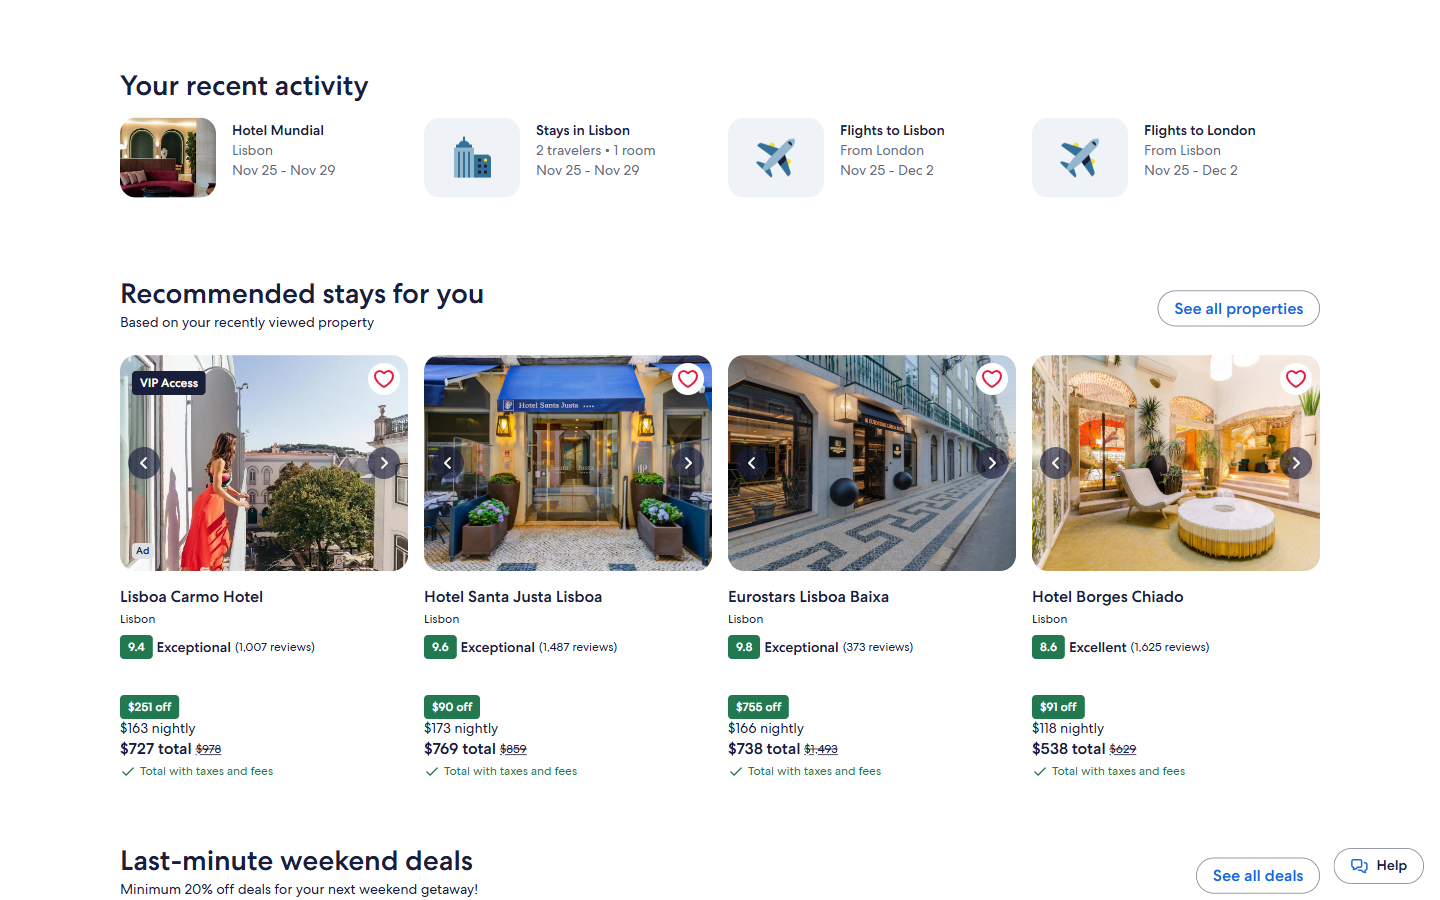 Your recent activity
Hotel Mundial
Lisbon
Nov 25 - Nov 29
Stays in Lisbon
2 travelers • 1 room
Nov 25 - Nov 29
Flights to Lisbon
From London
Nov 25 - Dec 2
Flights to London
From Lisbon
Nov 25 - Dec 2
Recommended stays for you
Based on your recently viewed property
See all properties
VIP Access
Ad
Hotel Santa Justa ....
Santa Justa
EUROSTARS LISBOA BAIXA
Lisboa Carmo Hotel
Lisbon
9.4 Exceptional (1,007 reviews)
$251 off
$163 nightly
$727 total $978
Total with taxes and fees
Hotel Santa Justa Lisboa
Lisbon
9.6 Exceptional (1,487 reviews)
$90 off
$173 nightly
$769 total $859
Total with taxes and fees
Eurostars Lisboa Baixa
Lisbon
9.8 Exceptional (373 reviews)
$755 off
$166 nightly
$738 total $1,493
Total with taxes and fees
Hotel Borges Chiado
Lisbon
8.6 Excellent (1,625 reviews)
$91 off
$118 nightly
$538 total $629
Total with taxes and fees
Last-minute weekend deals
Minimum 20% off deals for your next weekend getaway!
See all deals
Help